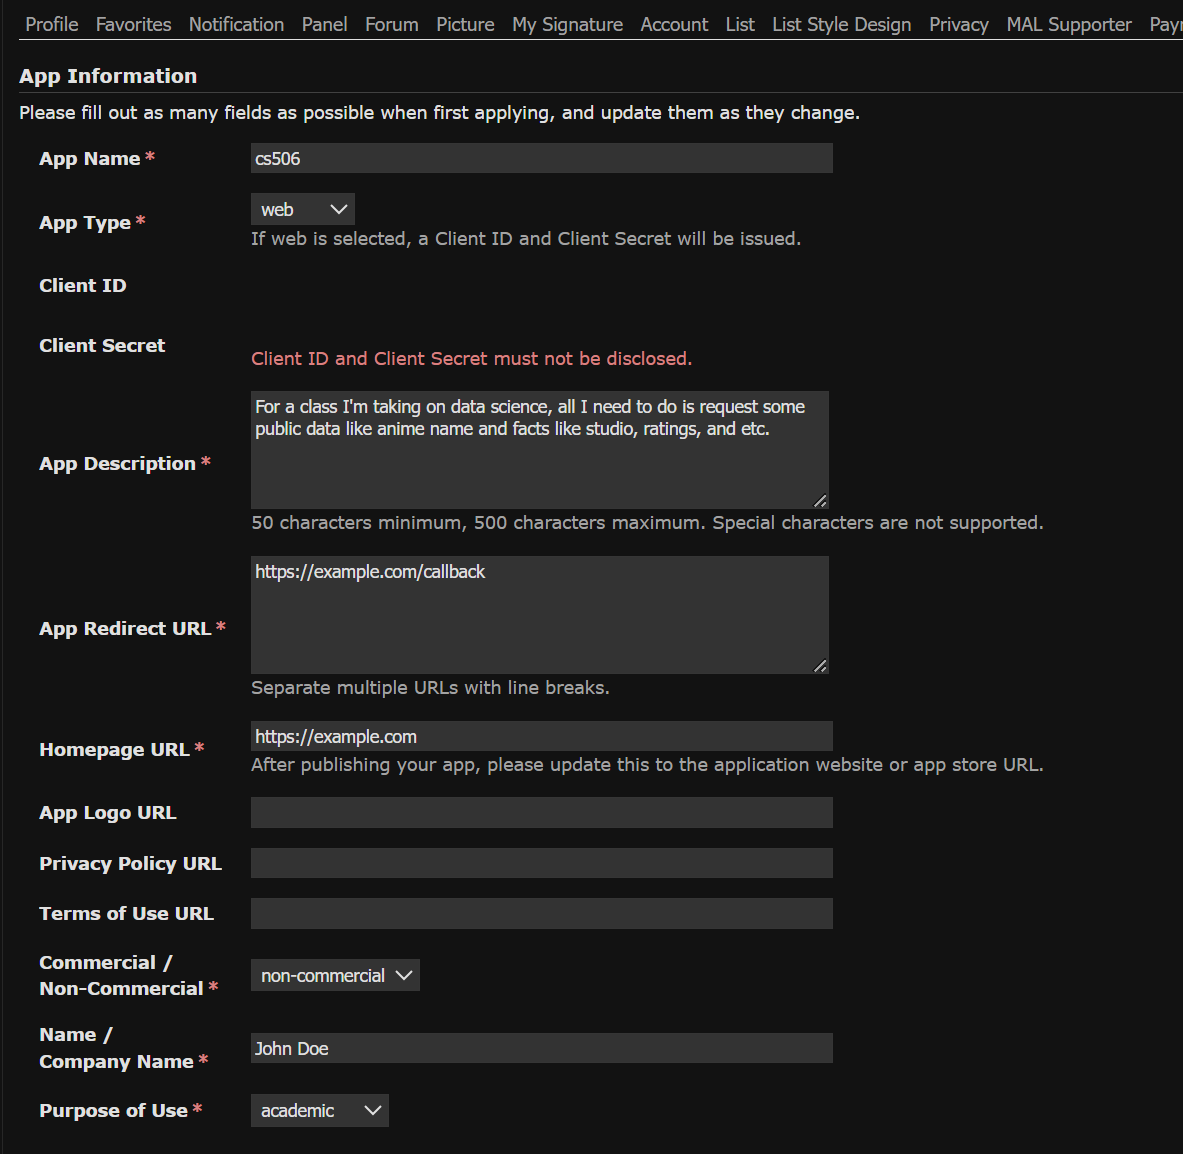 Profile Favorites Notification Panel Forum Picture My Signature Account List List Style Design Privacy MAL Supporter
App Information
Please fill out as many fields as possible when first applying, and update them as they change.
App Name * cs506
App Type * web
If web is selected, a Client ID and Client Secret will be issued.
Client ID
Client Secret
Client ID and Client Secret must not be disclosed.
App Description *
For a class I'm taking on data science, all I need to do is request some
public data like anime name and facts like studio, ratings, and etc.
50 characters minimum, 500 characters maximum. Special characters are not supported.
App Redirect URL *
https://example.com/callback
Separate multiple URLs with line breaks.
Homepage URL * https://example.com
After publishing your app, please update this to the application website or app store URL.
App Logo URL
Privacy Policy URL
Terms of Use URL
Commercial /
Non-Commercial * non-commercial
Name /
Company Name * John Doe
Purpose of Use * academic